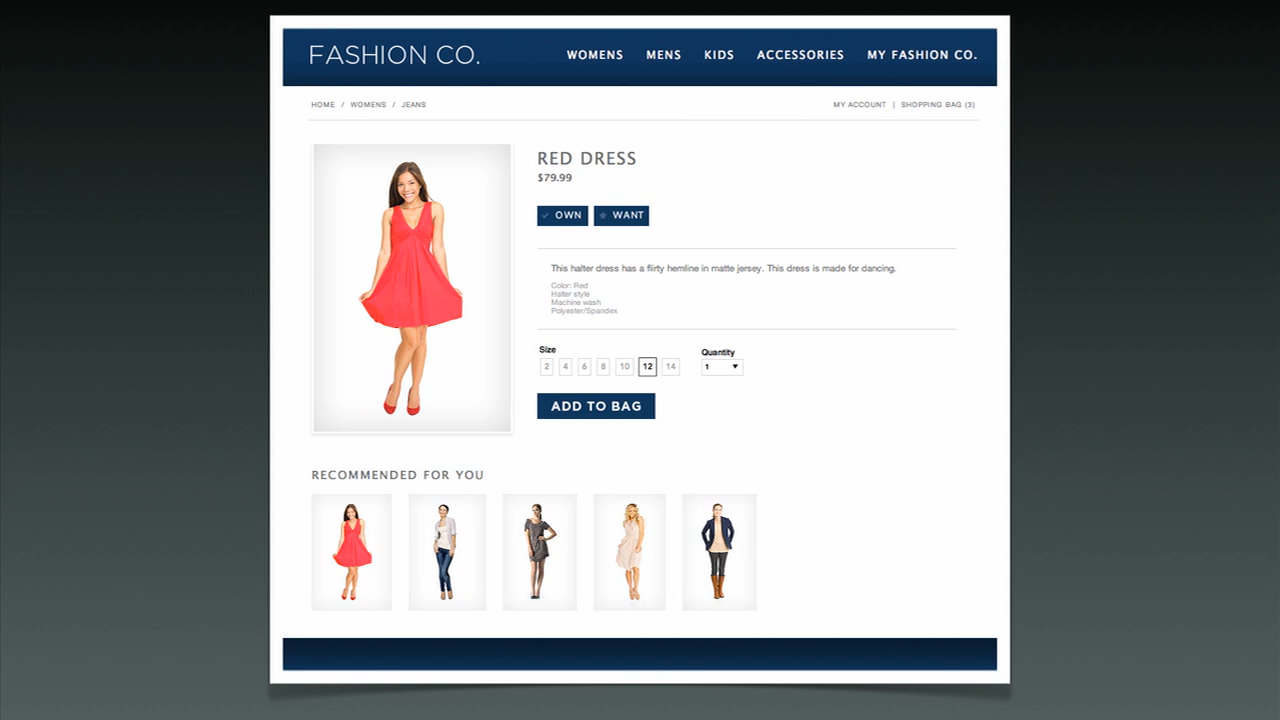 FASHION CO.
WOMENS MENS KIDS ACCESSORIES MY FASHION CO.
HOME / WOMENS / JEANS
MY ACCOUNT | SHOPPING BAG (3)
RED DRESS
$79.99
OWN WANT
This halter dress has a flirty hemline in matte jersey. This dress is made for dancing.
Color: Red
Halter style
Machine wash
Polyester/Spandex
Size
2 4 6 8 10 12 14
Quantity
1
ADD TO BAG
RECOMMENDED FOR YOU